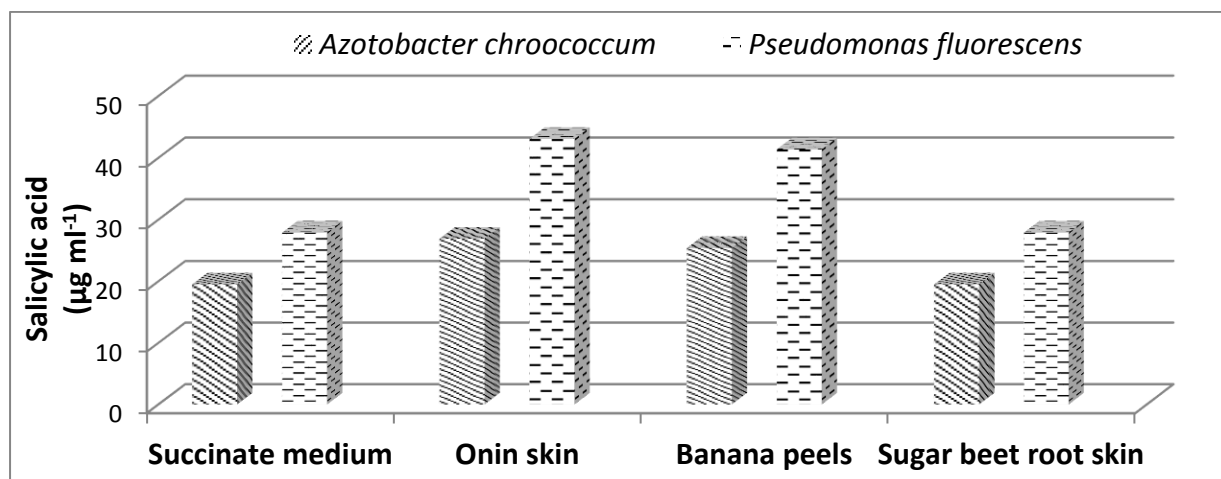 Azotobacter chroococcum Pseudomonas fluorescens
50
40
30
20
10
0
Salicylic acid
(µg ml-1)
Succinate medium Onin skin Banana peels Sugar beet root skin